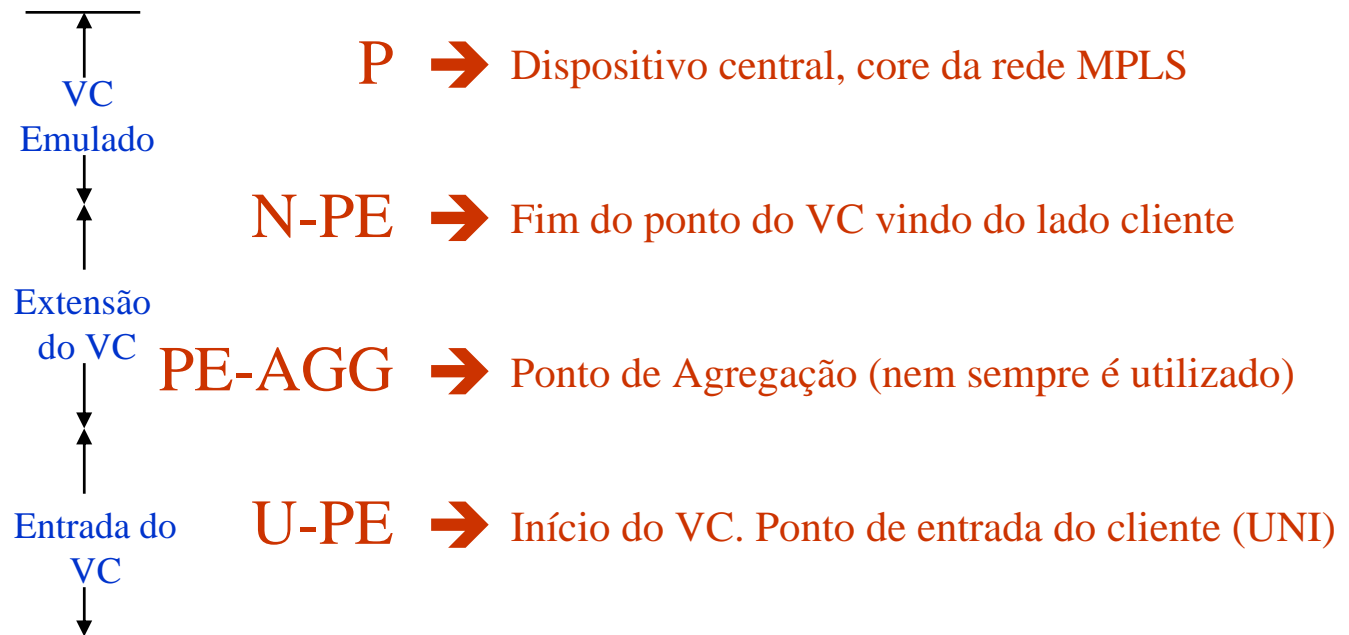 VC
Emulado
P ➔ Dispositivo central, core da rede MPLS
N-PE ➔ Fim do ponto do VC vindo do lado cliente
Extensão
do VC
PE-AGG ➔ Ponto de Agregação (nem sempre é utilizado)
Entrada do
VC
U-PE ➔ Início do VC. Ponto de entrada do cliente (UNI)